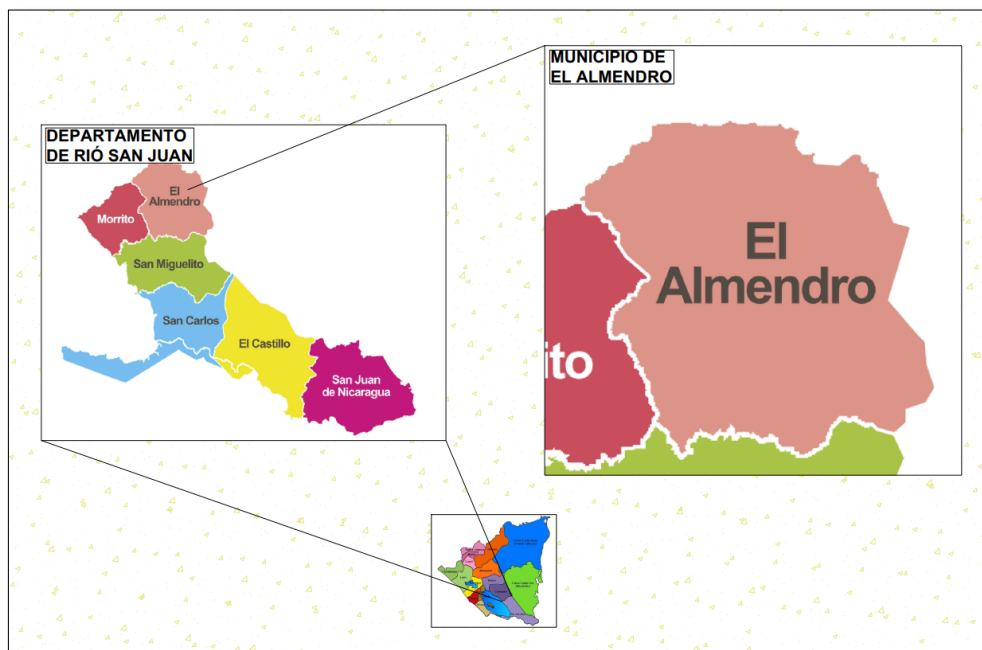 MUNICIPIO DE
EL ALMENDRO
DEPARTAMENTO
DE RIÓ SAN JUAN
El
Almendro
Morrito
San Miguelito
San Carlos
El Castillo
San Juan
de Nicaragua
El
Almendro
ito